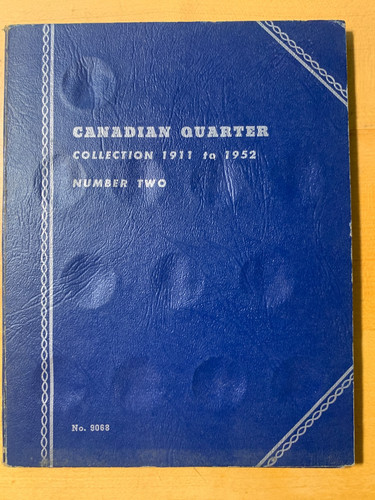 CANADIAN QUARTER
COLLECTION 1911 to 1952
NUMBER TWO
No. 9068